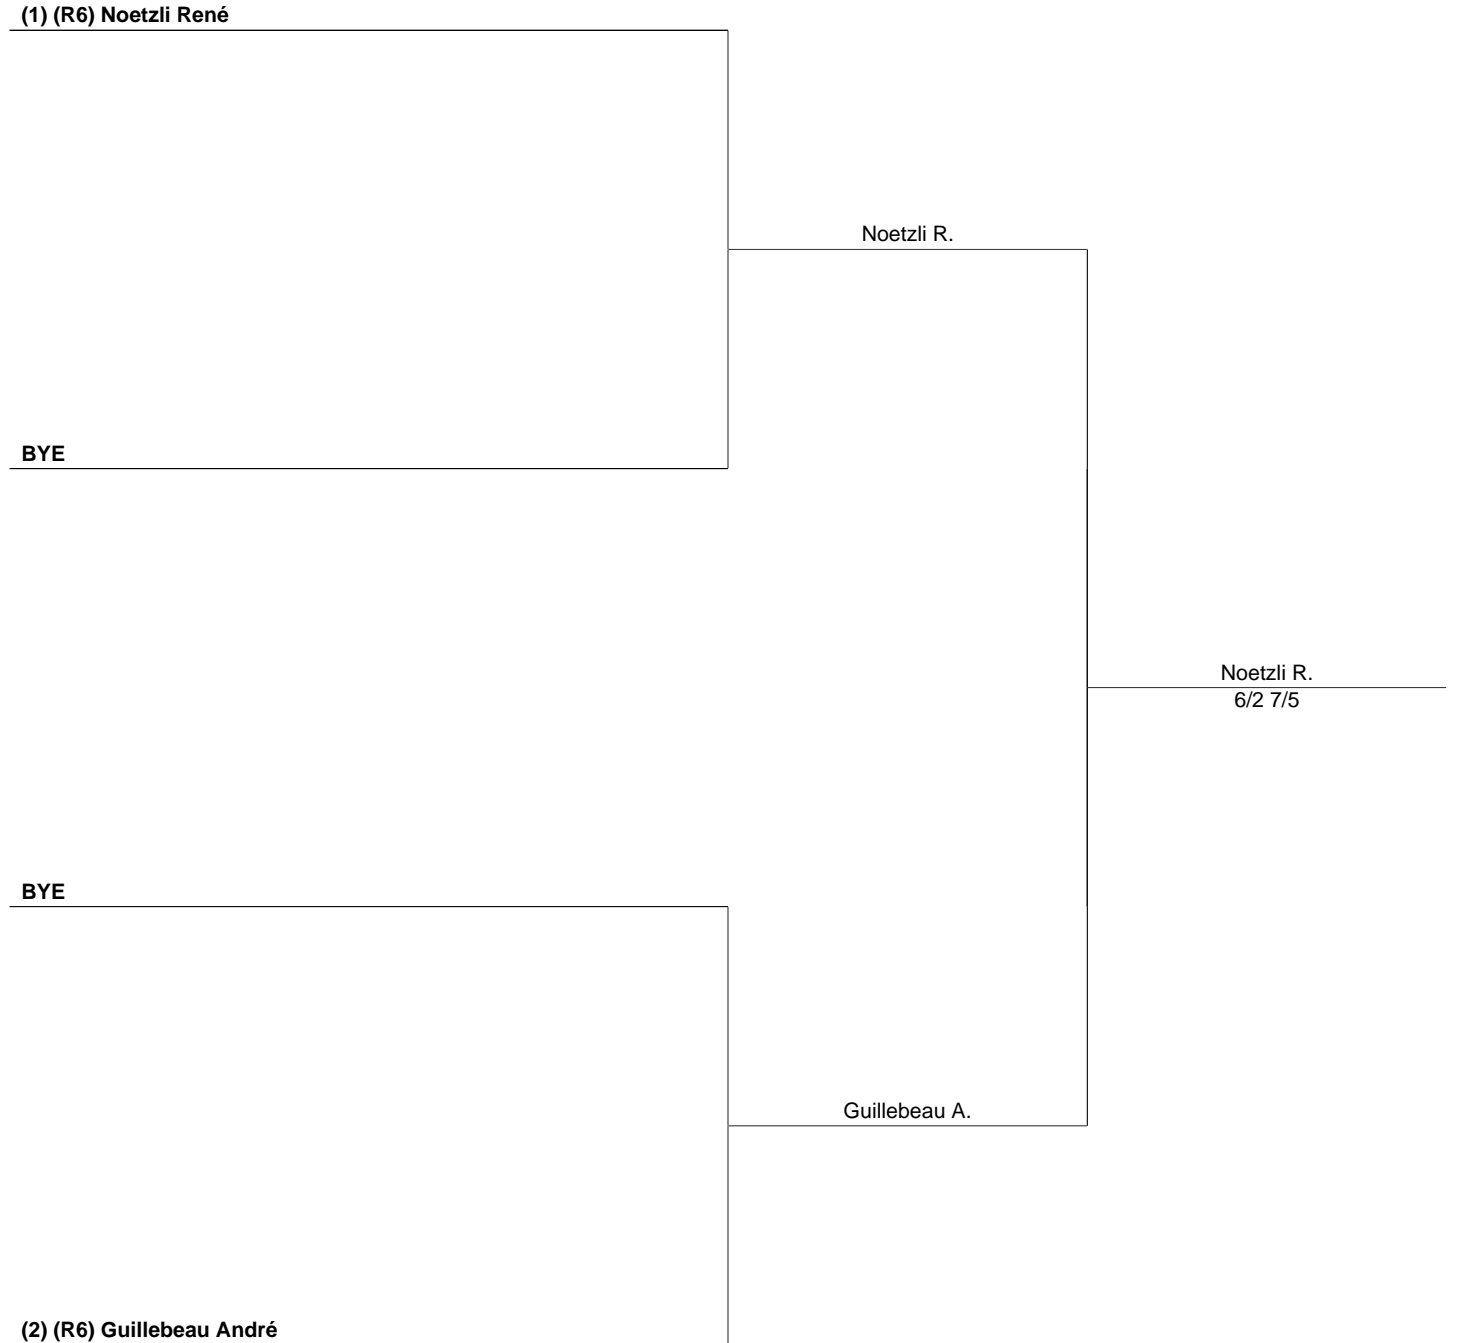 (1) (R6) Noetzli René
Noetzli R.
BYE
Noetzli R.
6/2 7/5
BYE
Guillebeau A.
(2) (R6) Guillebeau André